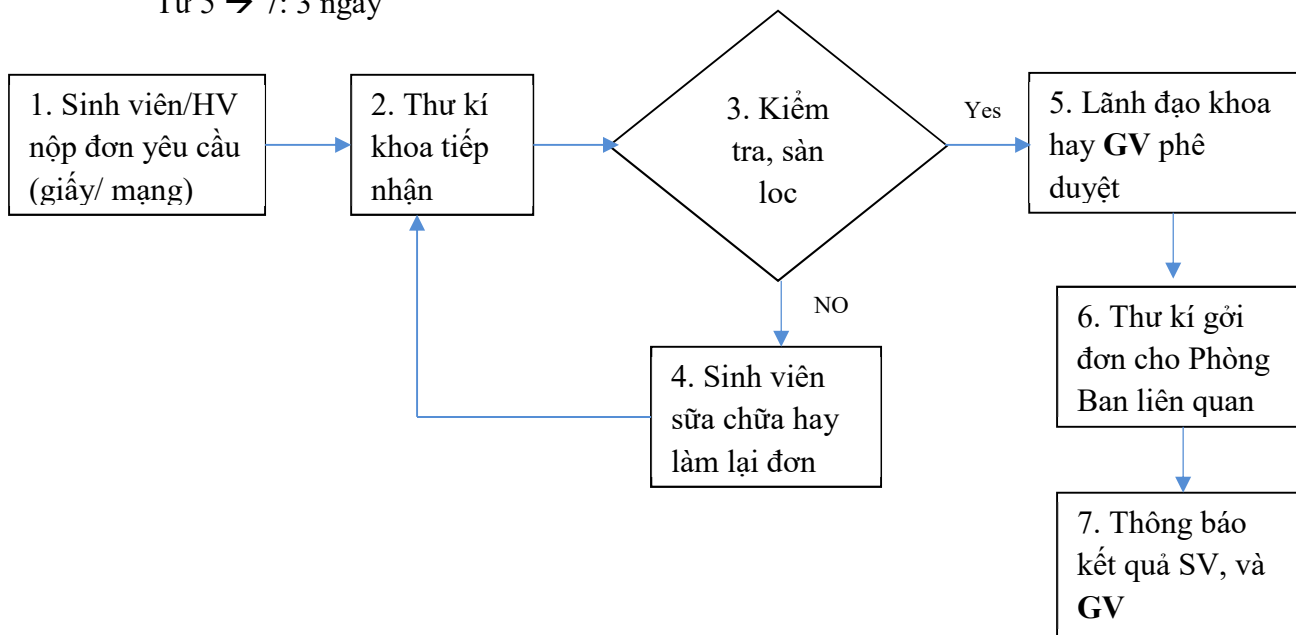 Từ 5 → 7: 3 ngày
1. Sinh viên/HV
nộp đơn yêu cầu
(giấy/ mạng)
2. Thư kí
khoa tiếp
nhận
3. Kiểm
tra, sàn
loc
Yes
5. Lãnh đạo khoa
hay GV phê
duyệt
NO
4. Sinh viên
sữa chữa hay
làm lại đơn
6. Thư kí gởi
đơn cho Phòng
Ban liên quan
7. Thông báo
kết quả SV, và
GV